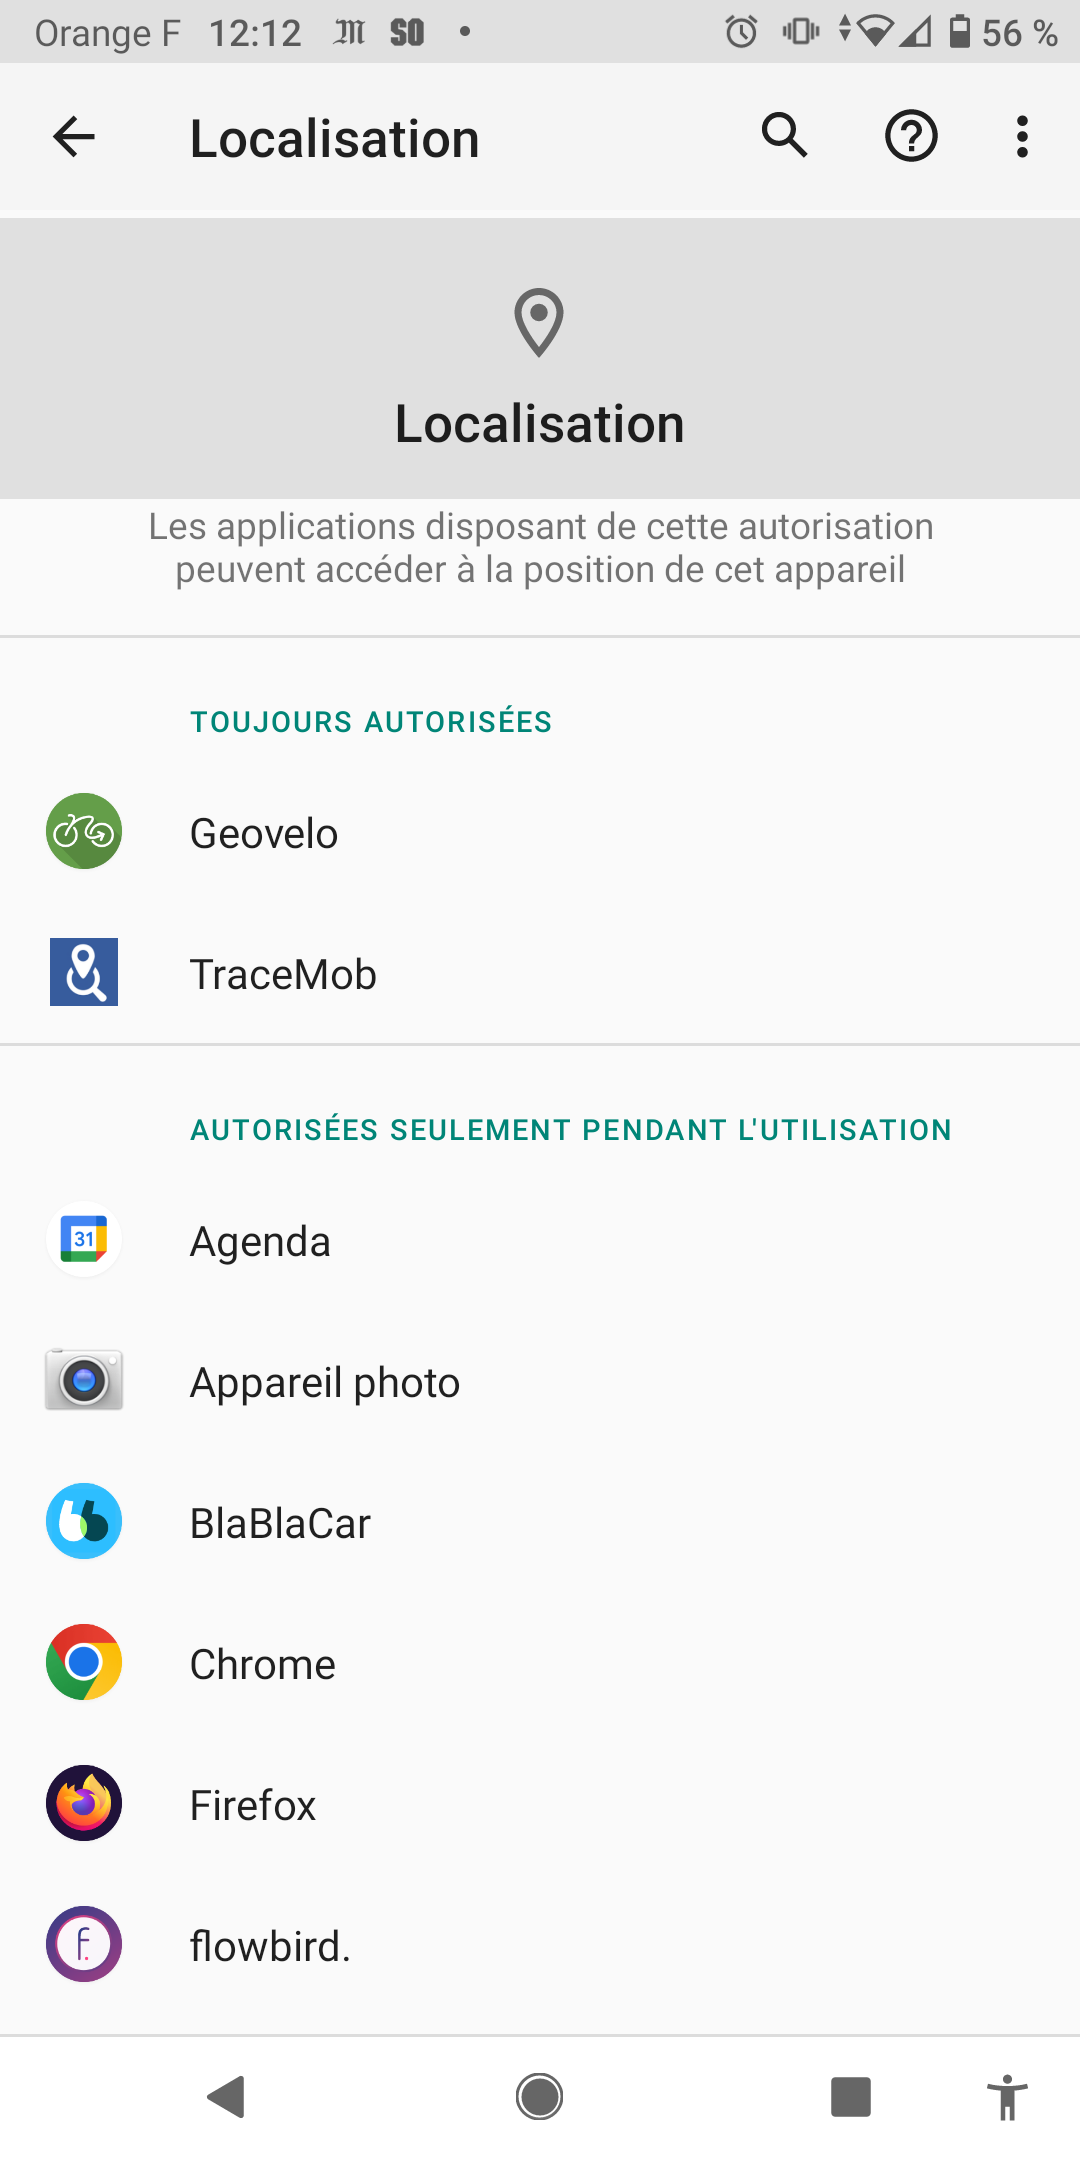 Orange F 12:12 M SO 56 %
Localisation
Localisation
Les applications disposant de cette autorisation
peuvent accéder à la position de cet appareil
TOUJOURS AUTORISÉES
Geovelo
TraceMob
AUTORISÉES SEULEMENT PENDANT L'UTILISATION
31
Agenda
Appareil photo
BlaBlaCar
Chrome
Firefox
f.
flowbird.